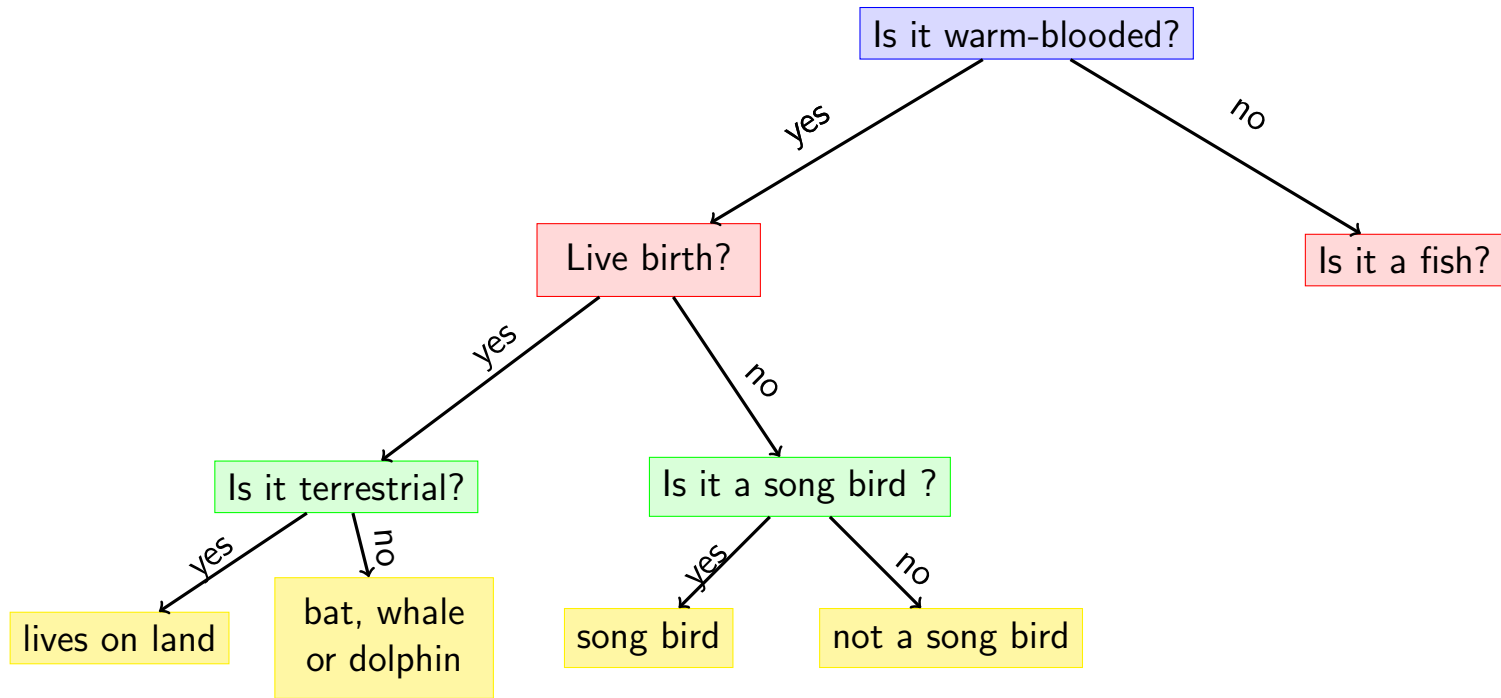 Is it warm-blooded?
yes
no
Live birth?
Is it a fish?
yes
no
Is it terrestrial?
Is it a song bird ?
yes
no
yes
no
lives on land
bat, whale
or dolphin
song bird
not a song bird